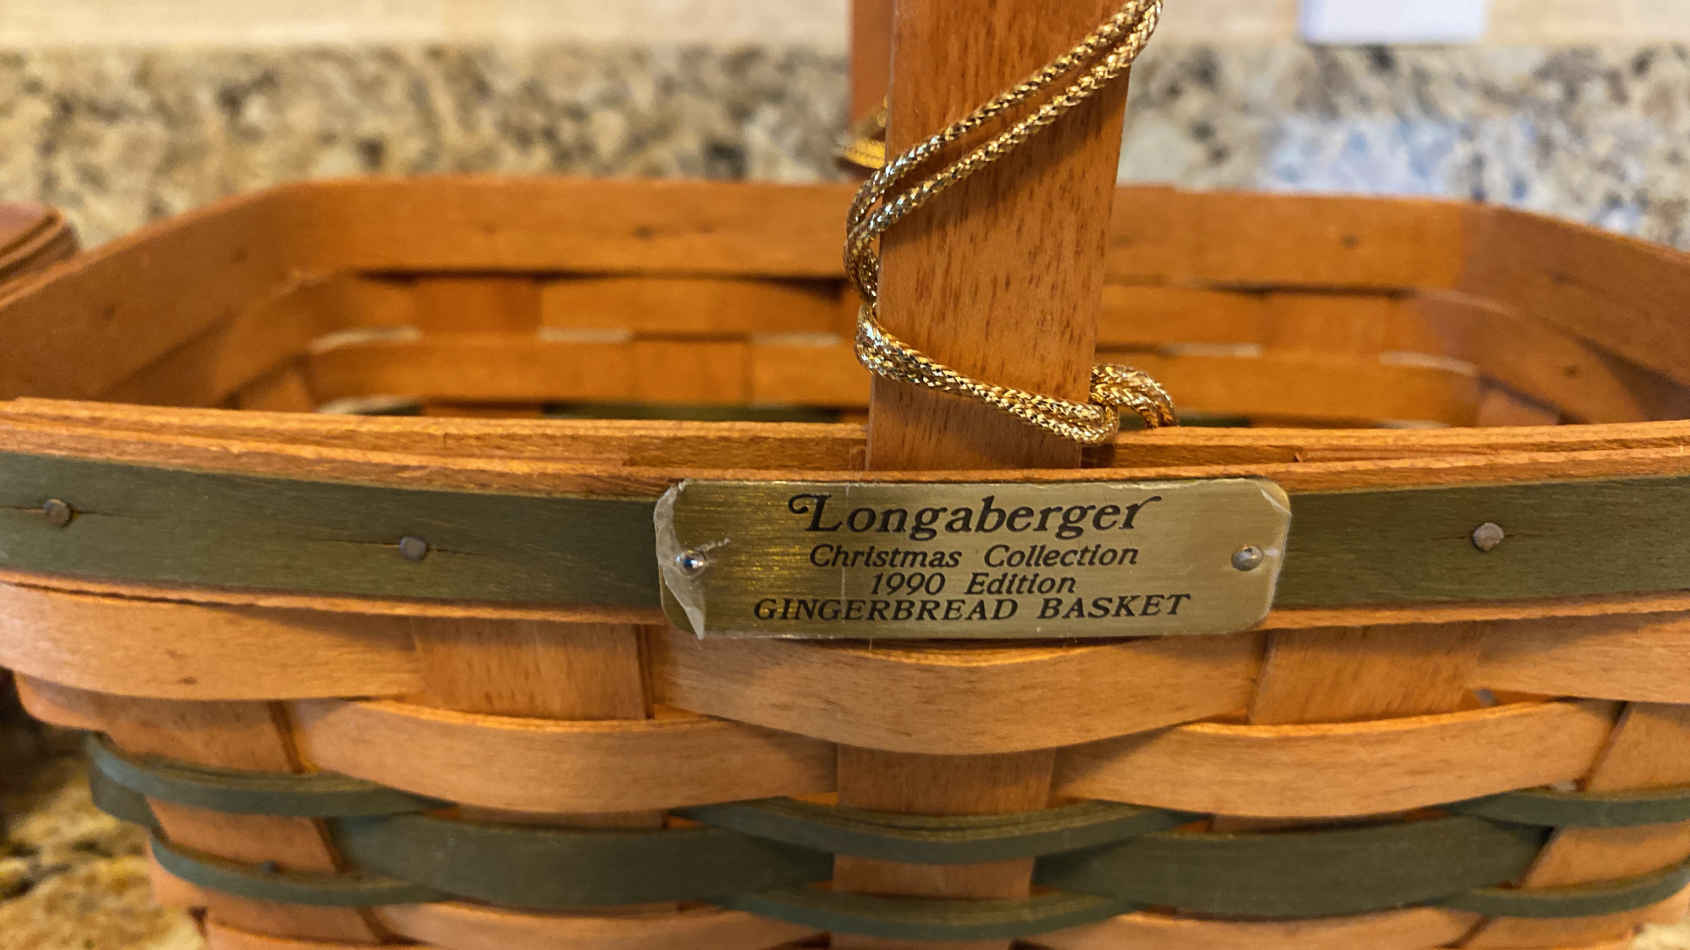 Longaberger
Christmas Collection
1990 Edition
GINGERBREAD BASKET